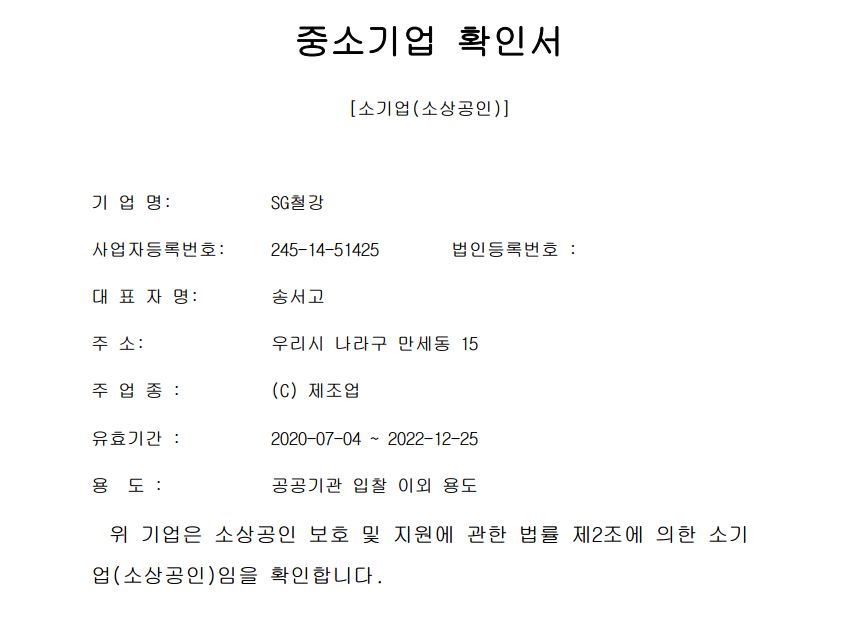 중소기업 확인서
[소기업(소상공인)]
기 업 명: SG철강
사업자등록번호: 245-14-51425 법인등록번호 :
대 표 자 명: 송서고
주 소: 우리시 나라구 만세동 15
주 업 종 : (C) 제조업
유효기간 : 2020-07-04 ~ 2022-12-25
용 도 : 공공기관 입찰 이외 용도
위 기업은 소상공인 보호 및 지원에 관한 법률 제2조에 의한 소기
업(소상공인)임을 확인합니다.